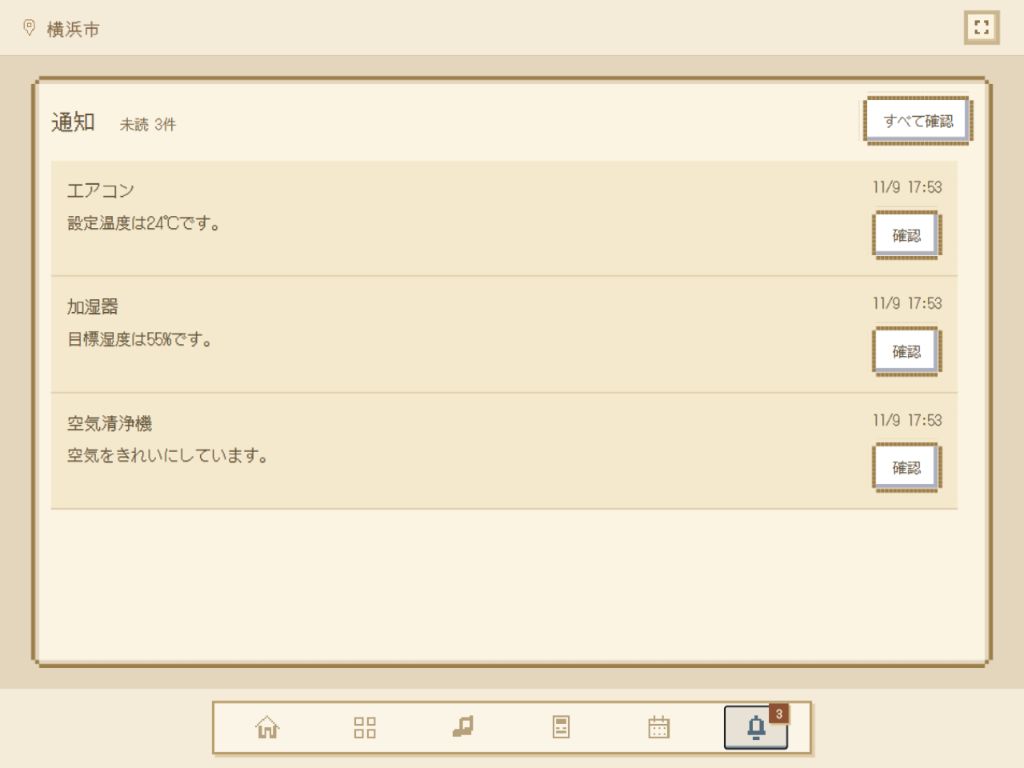 横浜市
通知 未読 3件 すべて確認
エアコン 11/9 17:53
設定温度は24℃です。
確認
加湿器 11/9 17:53
目標湿度は55%です。
確認
空気清浄機 11/9 17:53
空気をきれいにしています。
確認
3